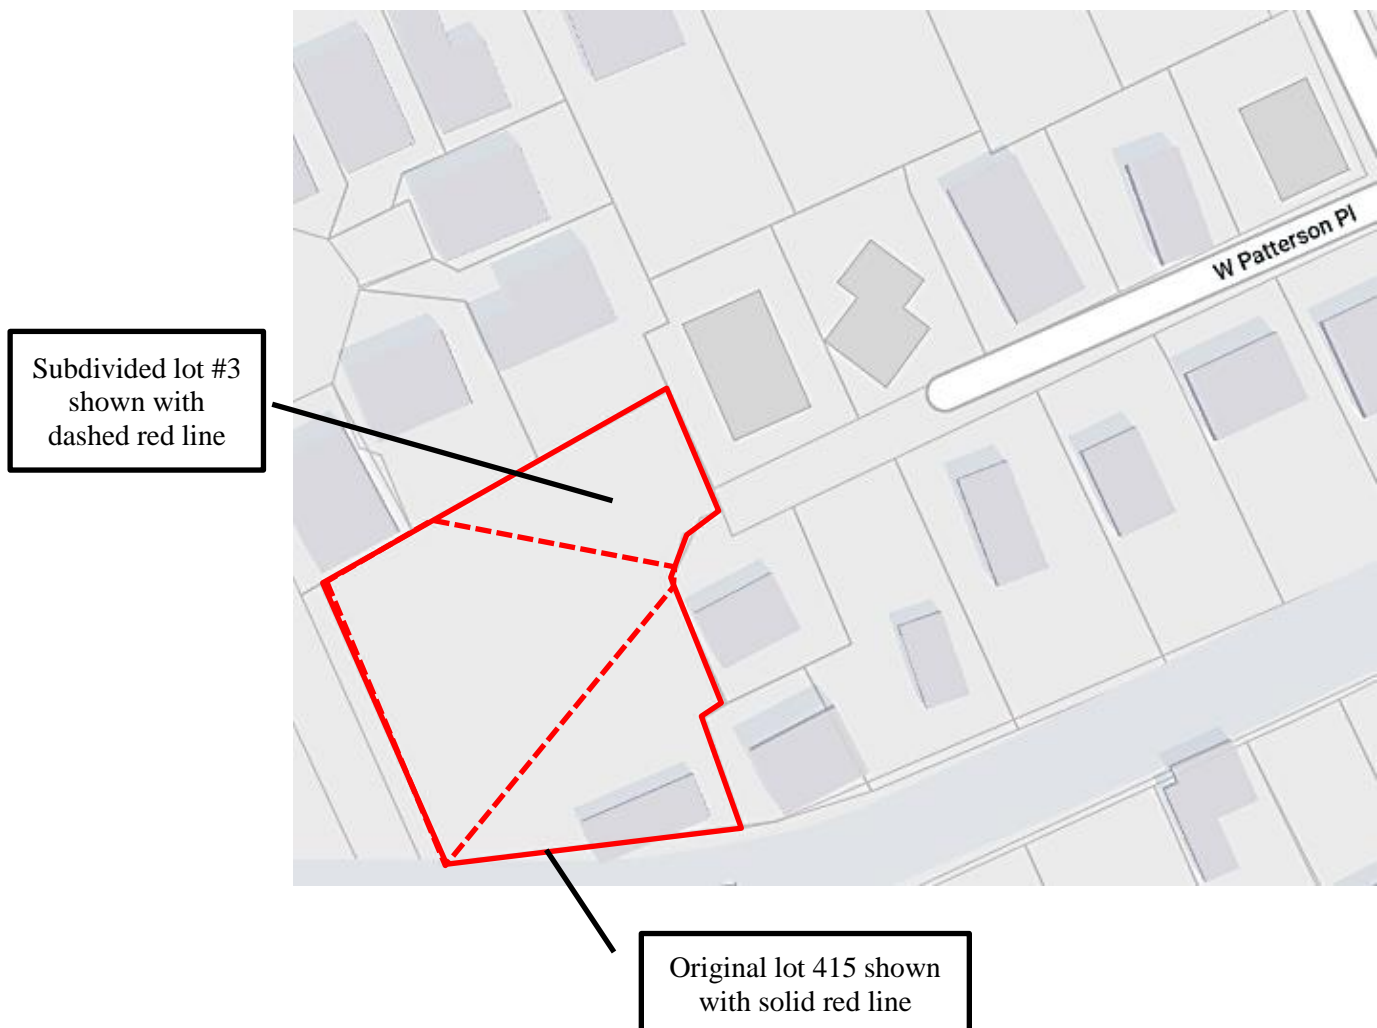 W Patterson Pl
Subdivided lot #3
shown with
dashed red line
Original lot 415 shown
with solid red line